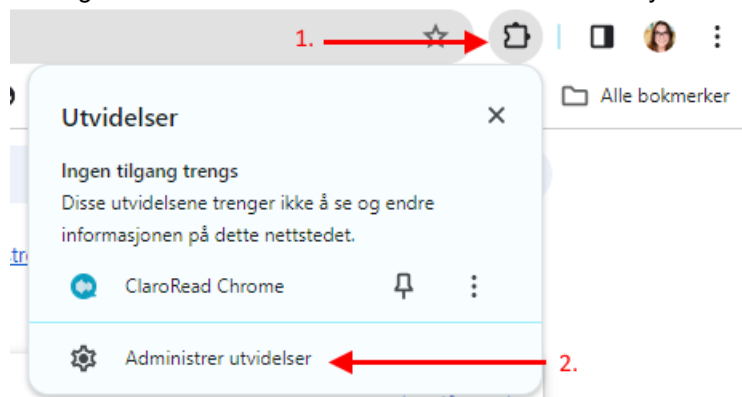 1.
Alle bokmerker
Utvidelser
Ingen tilgang trengs
Disse utvidelsene trenger ikke å se og endre
informasjonen på dette nettstedet.
ClaroRead Chrome
Administrer utvidelser
2.